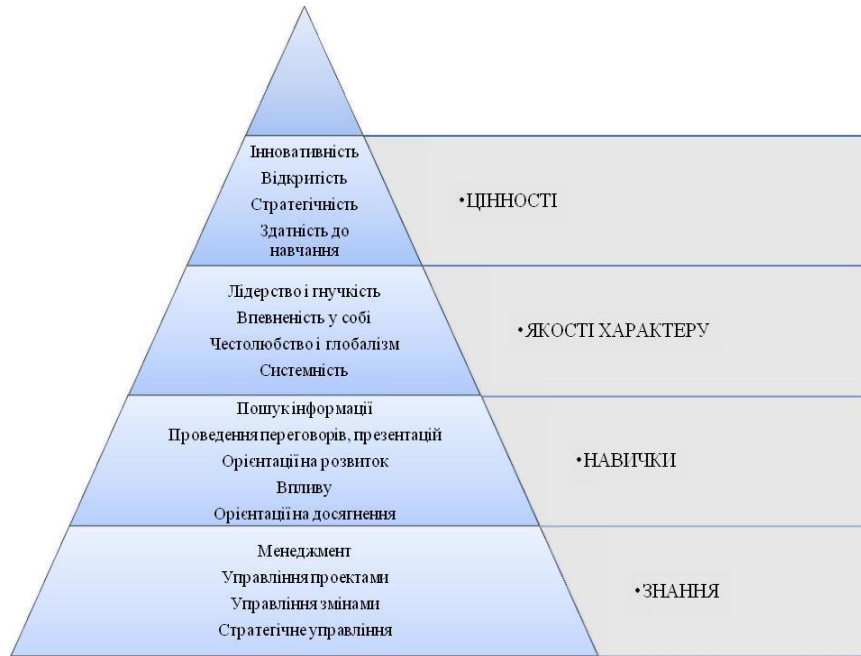 Інновативність
Відкритість
Стратегічність
Здатність до
навчання
•ЦІННОСТІ
Лідерство і гнучкість
Впевненість у собі
Честолюбство і глобалізм
Системність
•ЯКОСТІ ХАРАКТЕРУ
Пошук інформації
Проведення переговорів, презентацій
Орієнтації на розвиток
Впливу
Орієнтації на досягнення
•НАВИЧКИ
Менеджмент
Управління проектами
Управління змінами
Стратегічне управління
•ЗНАННЯ